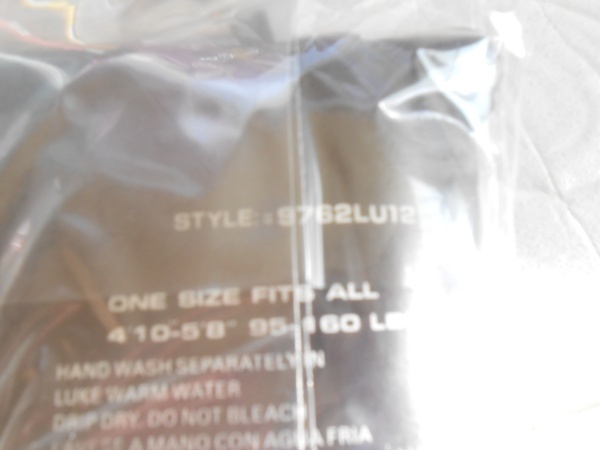 STYLE: 9762LU12
ONE SIZE FITS ALL
4'10-5'8" 95-160 LB
HAND WASH SEPARATELY IN
LUKE WARM WATER
DRIP DRY. DO NOT BLEACH
LAVESE A MANO CON AGUA FRIA